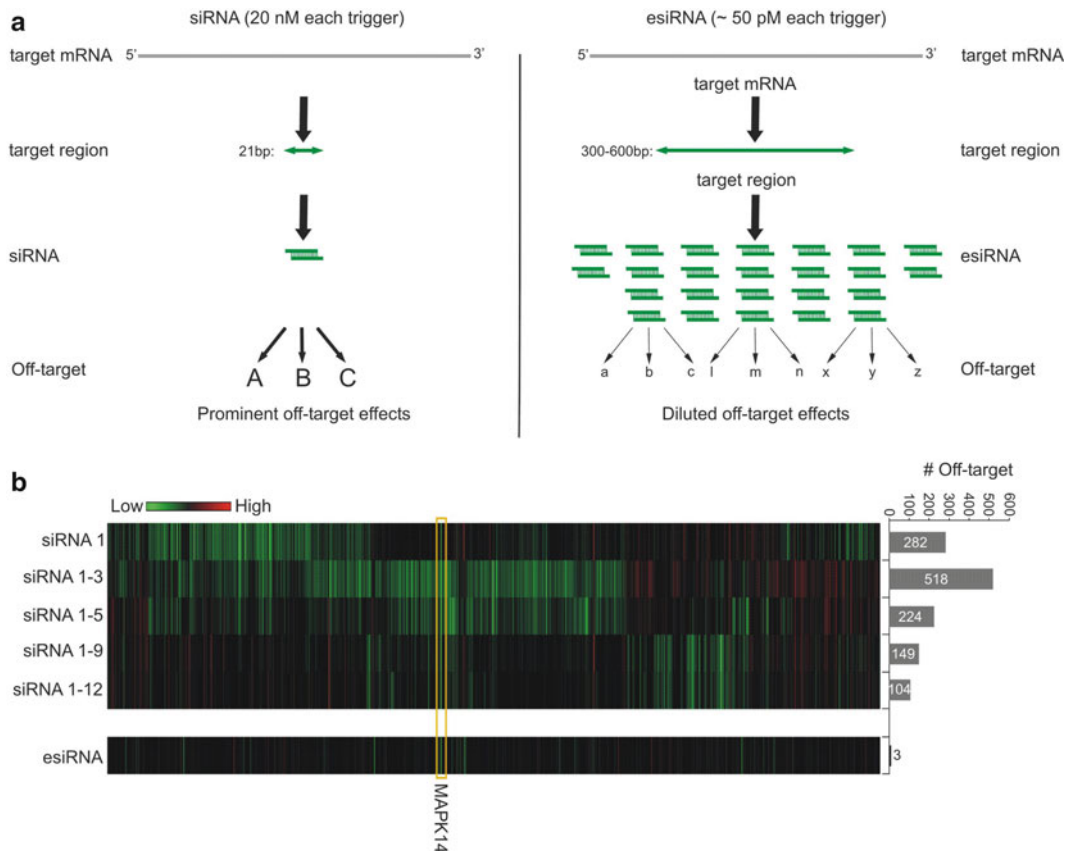 a
siRNA (20 nM each trigger)
esiRNA (~ 50 pM each trigger)
target mRNA
5'
3'
5'
3'
target mRNA
target mRNA
target region
21bp:
300-600bp:
target region
target region
siRNA
esiRNA
Off-target
A B C
a b c l m n x y z
Off-target
Prominent off-target effects
Diluted off-target effects
b
Low
High
# Off-target
0 100 200 300 400 500 600
siRNA 1
282
siRNA 1-3
518
siRNA 1-5
224
siRNA 1-9
149
siRNA 1-12
104
esiRNA
3
MAPK14